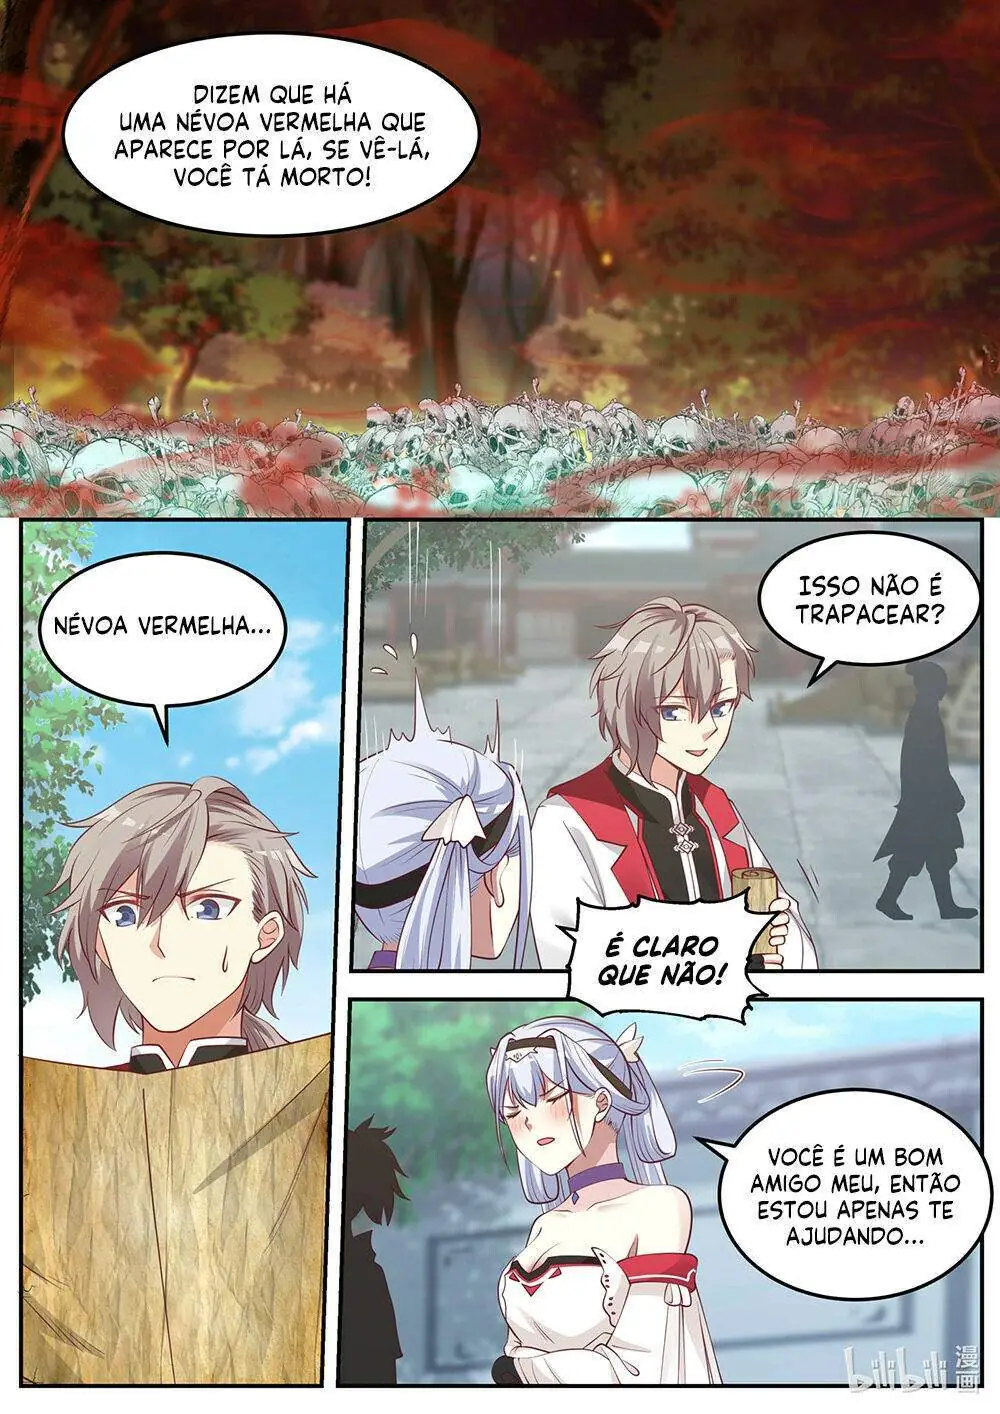 DIZEM QUE HÁ
UMA NÉVOA VERMELHA QUE
APARECE POR LÁ, SE VÊ-LÁ,
VOCÊ TÁ MORTO!
NÉVOA VERMELHA...
ISSO NÃO É
TRAPACEAR?
É CLARO
QUE NÃO!
VOCÊ É UM BOM
AMIGO MEU, ENTÃO
ESTOU APENAS TE
AJUDANDO...
bilibili 漫画